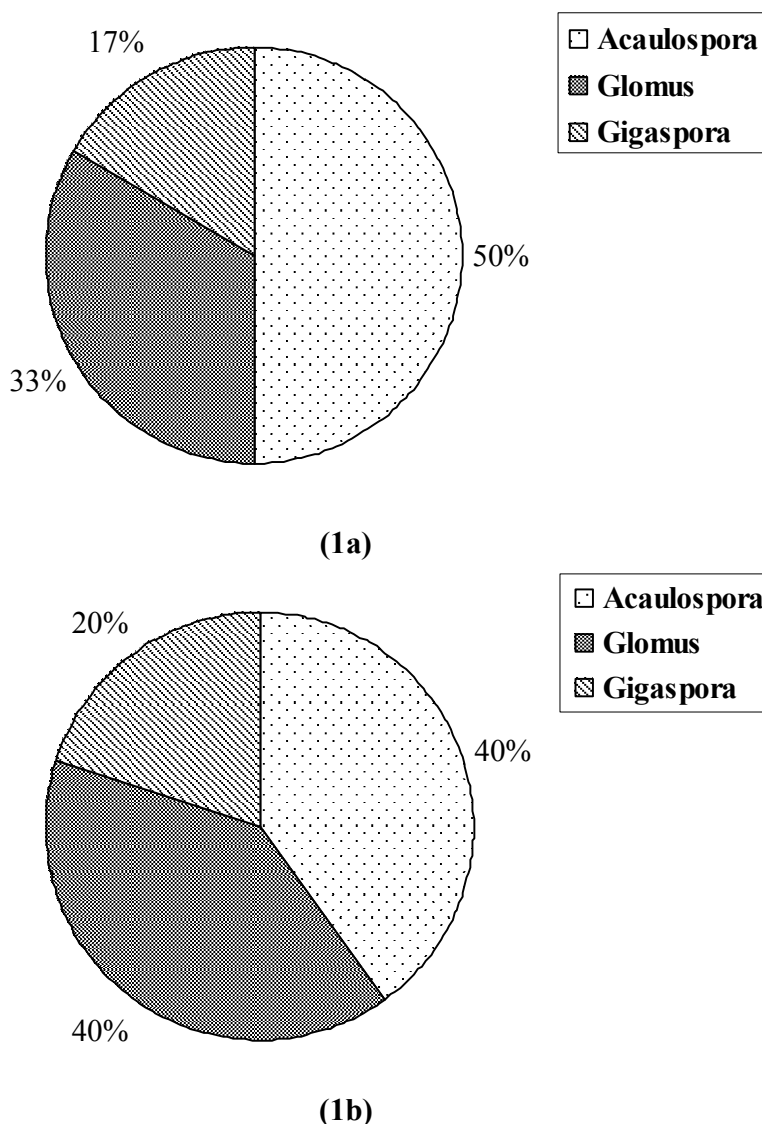 17%
Acaulospora
Glomus
Gigaspora
50%
33%
(1a)
20%
Acaulospora
Glomus
Gigaspora
40%
40%
(1b)